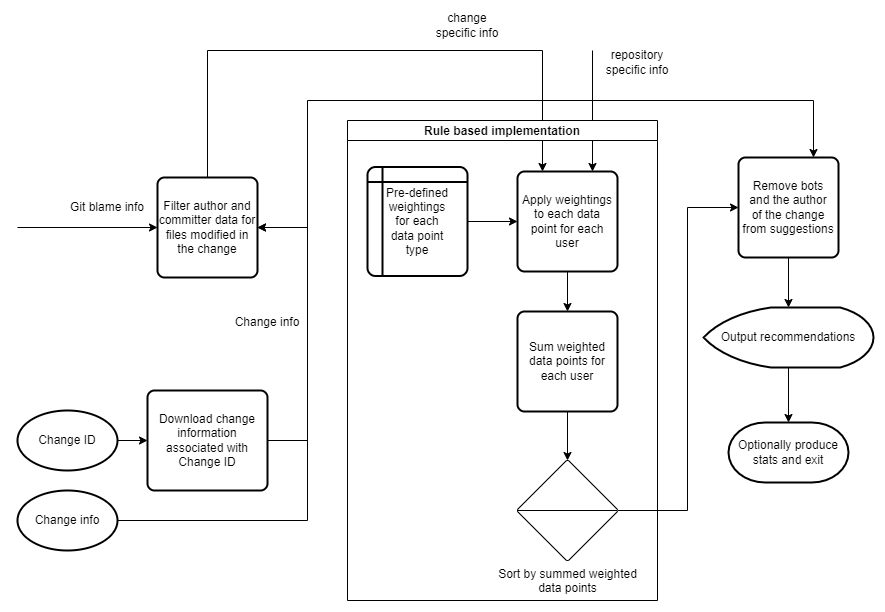 change
specific info
repository
specific info
Rule based implementation
Git blame info
Filter author and
committer data for
files modified in
the change
Pre-defined
weightings
for each
data point
type
Apply weightings
to each data
point for each
user
Remove bots
and the author
of the change
from suggestions
Change info
Sum weighted
data points for
each user
Output recommendations
Change ID
Download change
information
associated with
Change ID
Optionally produce
stats and exit
Change info
Sort by summed weighted
data points